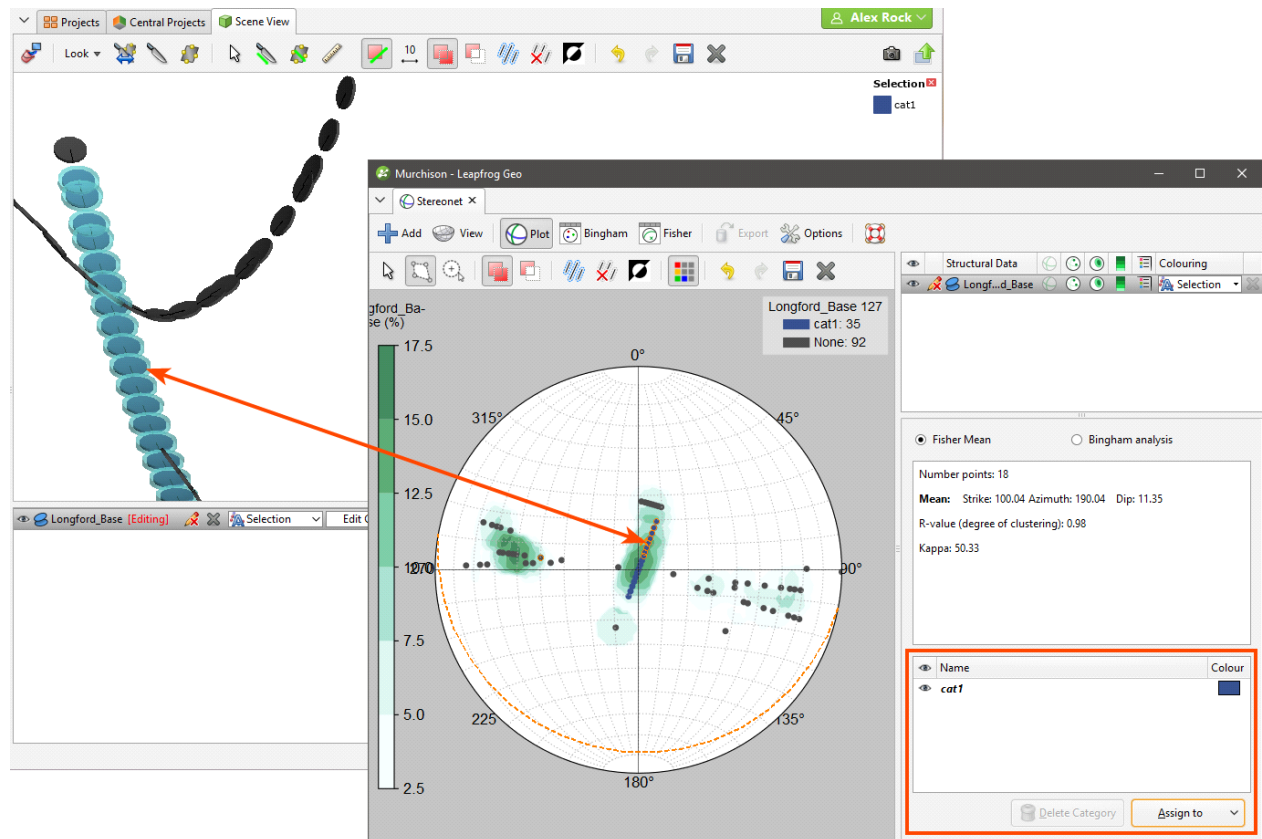 Projects
Central Projects
Scene View
Alex Rock
Look
10
Selection
cat1
Murchison - Leapfrog Geo
Stereonet
Add
View
Plot
Bingham
Fisher
Export
Options
Structural Data
Colouring
Longf...d_Base
Selection
gford_Ba-
se (%)
Longford_Base 127
cat1: 35
None: 92
17.5
15.0
12.5
7.5
5.0
2.5
0°
45°
90°
135°
180°
225
270
315°
Longford_Base [Editing]
Selection
Edit
Fisher Mean
Bingham analysis
Number points: 18
Mean: Strike: 100.04 Azimuth: 190.04 Dip: 11.35
R-value (degree of clustering): 0.98
Kappa: 50.33
Name
Colour
cat1
Delete Category
Assign to